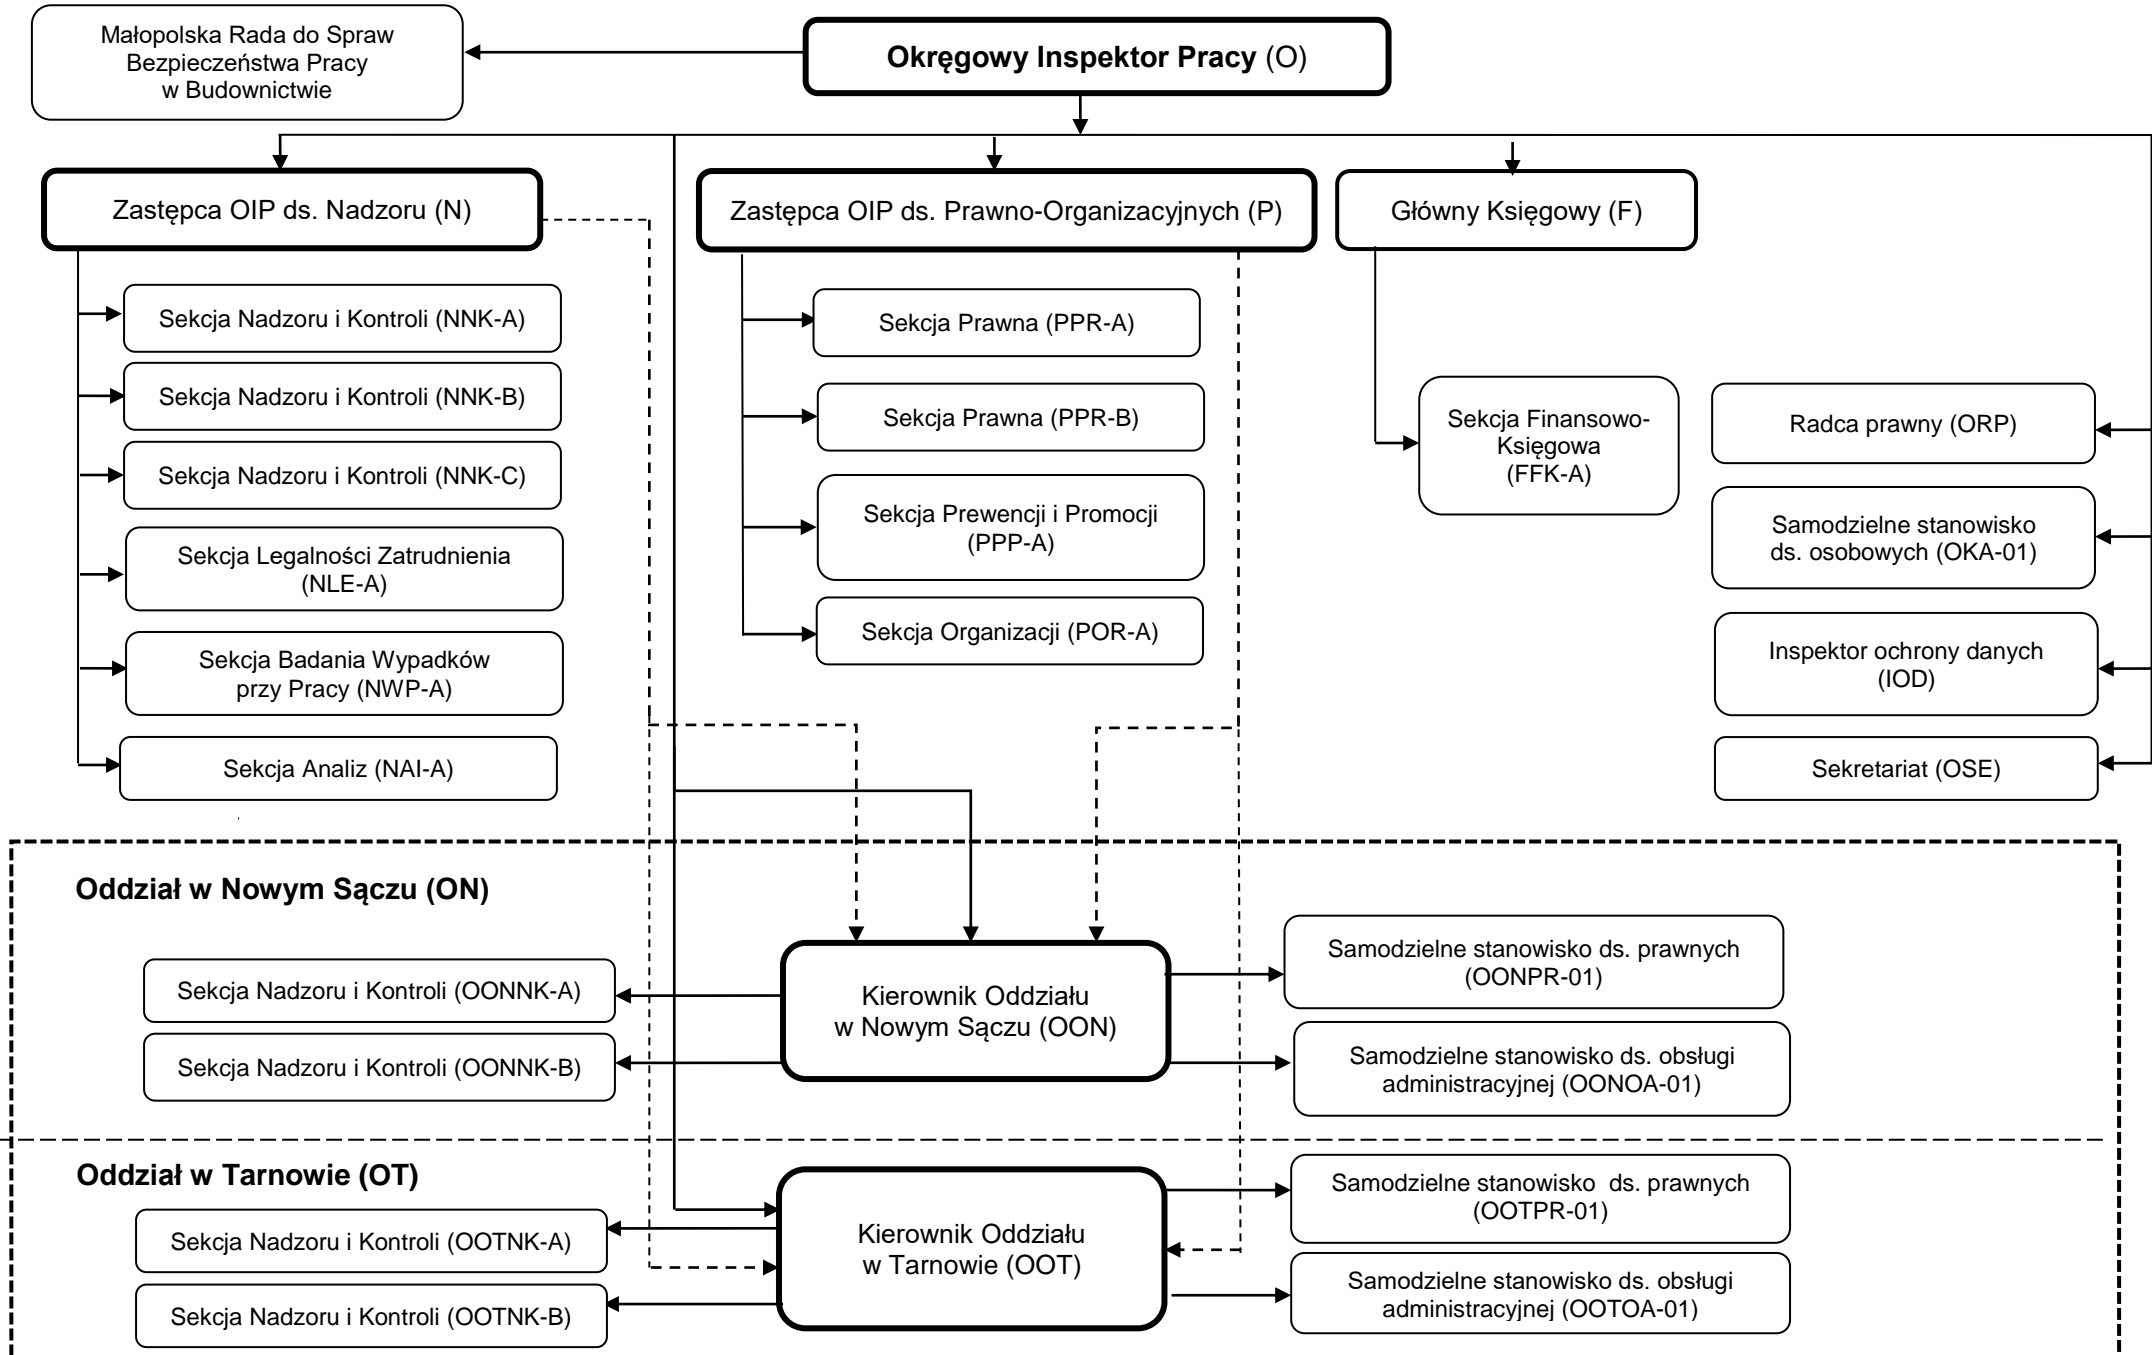 Małopolska Rada do Spraw
Bezpieczeństwa Pracy
w Budownictwie
Okręgowy Inspektor Pracy (O)
Zastępca OIP ds. Nadzoru (N)
Zastępca OIP ds. Prawno-Organizacyjnych (P)
Główny Księgowy (F)
Sekcja Nadzoru i Kontroli (NNK-A)
Sekcja Nadzoru i Kontroli (NNK-B)
Sekcja Nadzoru i Kontroli (NNK-C)
Sekcja Legalności Zatrudnienia
(NLE-A)
Sekcja Badania Wypadków
przy Pracy (NWP-A)
Sekcja Analiz (NAI-A)
Sekcja Prawna (PPR-A)
Sekcja Prawna (PPR-B)
Sekcja Prewencji i Promocji
(PPP-A)
Sekcja Organizacji (POR-A)
Sekcja Finansowo-
Księgowa
(FFK-A)
Radca prawny (ORP)
Samodzielne stanowisko
ds. osobowych (OKA-01)
Inspektor ochrony danych
(IOD)
Sekretariat (OSE)
Oddział w Nowym Sączu (ON)
Sekcja Nadzoru i Kontroli (OONNK-A)
Sekcja Nadzoru i Kontroli (OONNK-B)
Kierownik Oddziału
w Nowym Sączu (OON)
Samodzielne stanowisko ds. prawnych
(OONPR-01)
Samodzielne stanowisko ds. obsługi
administracyjnej (OONOA-01)
Oddział w Tarnowie (OT)
Sekcja Nadzoru i Kontroli (OOTNK-A)
Sekcja Nadzoru i Kontroli (OOTNK-B)
Kierownik Oddziału
w Tarnowie (OOT)
Samodzielne stanowisko ds. prawnych
(OOTPR-01)
Samodzielne stanowisko ds. obsługi
administracyjnej (OOTOA-01)